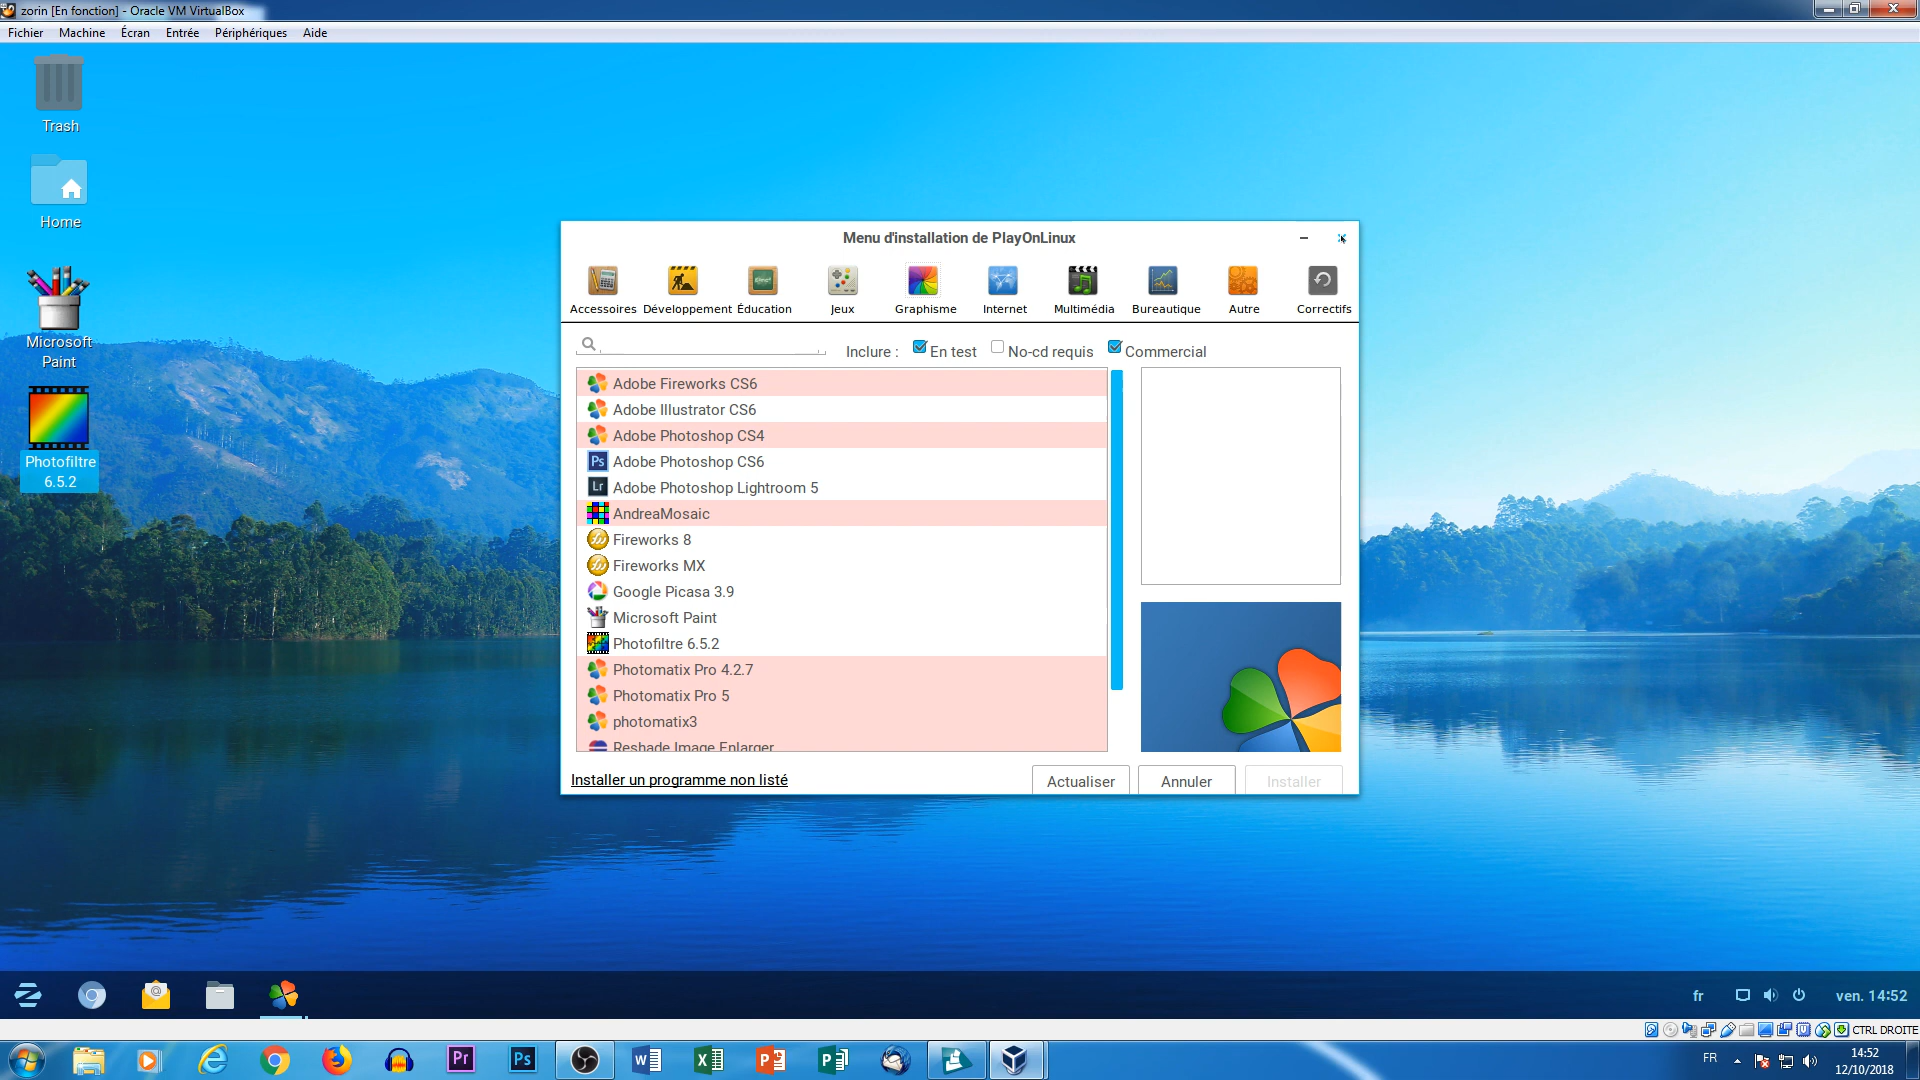 zorin [En fonction] - Oracle VM VirtualBox
Fichier Machine Écran Entrée Périphériques Aide
Trash
Home
Microsoft
Paint
Photofiltre
6.5.2
Menu d'installation de PlayOnLinux
Accessoires Développement Éducation Jeux Graphisme Internet Multimédia Bureautique Autre Correctifs
Inclure : En test No-cd requis Commercial
Adobe Fireworks CS6
Adobe Illustrator CS6
Adobe Photoshop CS4
Ps Adobe Photoshop CS6
Lr Adobe Photoshop Lightroom 5
AndreaMosaic
Fireworks 8
Fireworks MX
Google Picasa 3.9
Microsoft Paint
Photofiltre 6.5.2
Photomatix Pro 4.2.7
Photomatix Pro 5
photomatix3
Reshade Image Enlarger
Installer un programme non listé
Actualiser Annuler Installer
fr ven. 14:52
CTRL DROITE
Pr Ps
FR
14:52
12/10/2018